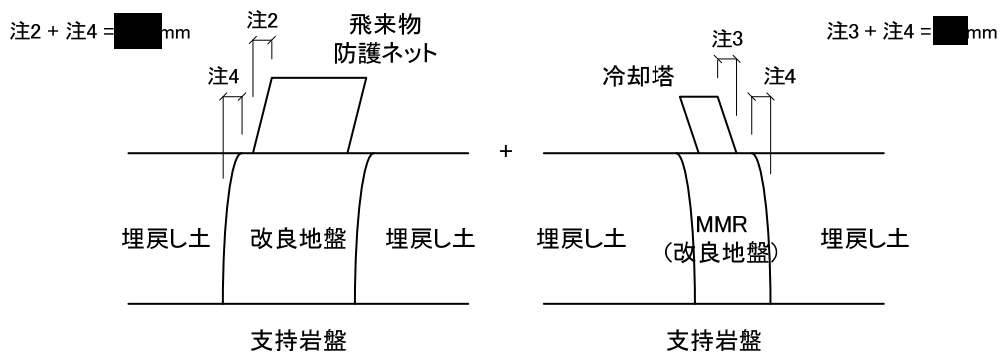 注2 + 注4 = mm
注2
飛来物
防護ネット
注4
埋戻し土
改良地盤
埋戻し土
支持岩盤
+
注3 + 注4 = mm
注3
冷却塔
注4
埋戻し土
MMR
(改良地盤)
埋戻し土
支持岩盤